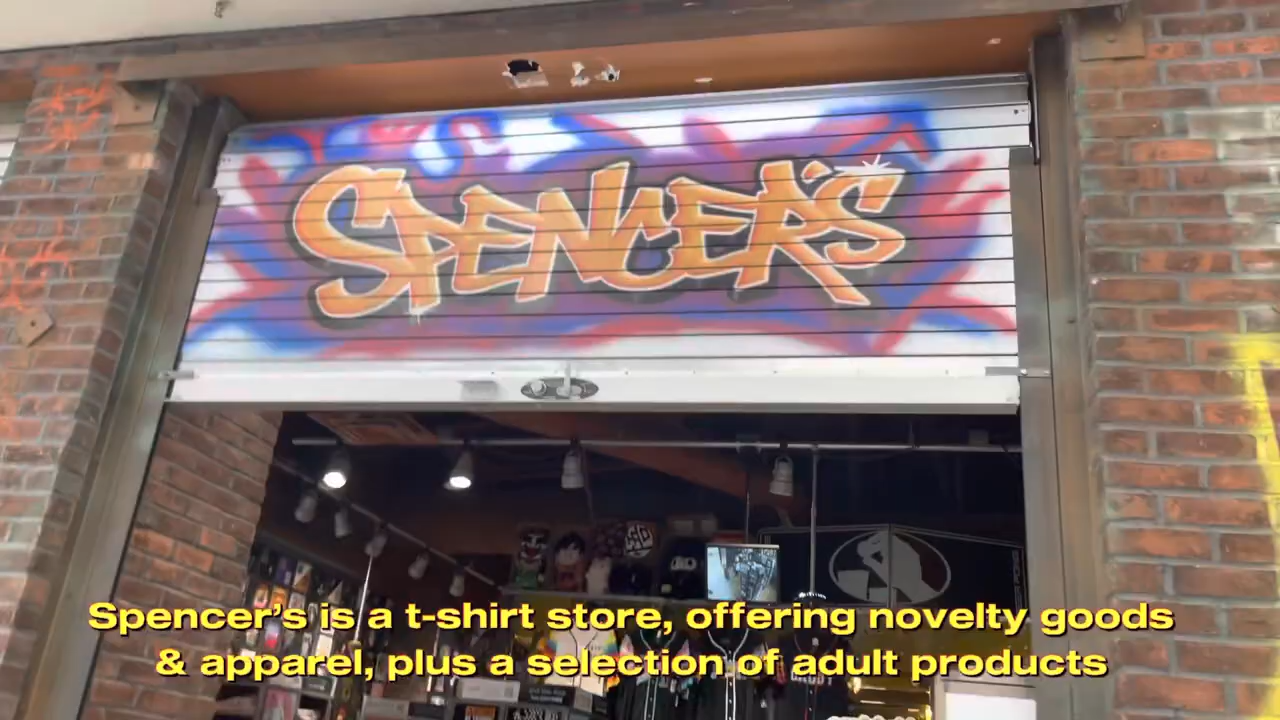 SPENCER'S
Spencer's is a t-shirt store, offering novelty goods
& apparel, plus a selection of adult products